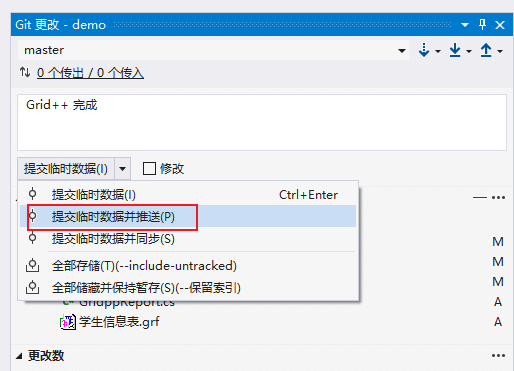 Git 更改 - demo
master
0 个传出 / 0 个传入
Grid++ 完成
提交临时数据(I)
修改
提交临时数据(I) Ctrl+Enter
提交临时数据并推送(P)
提交临时数据并同步(S)
M
全部存储(T)(--include-untracked)
M
全部储藏并保持暂存(S)(--保留索引)
M
GridppReport.cs A
学生信息表.grf A
更改数